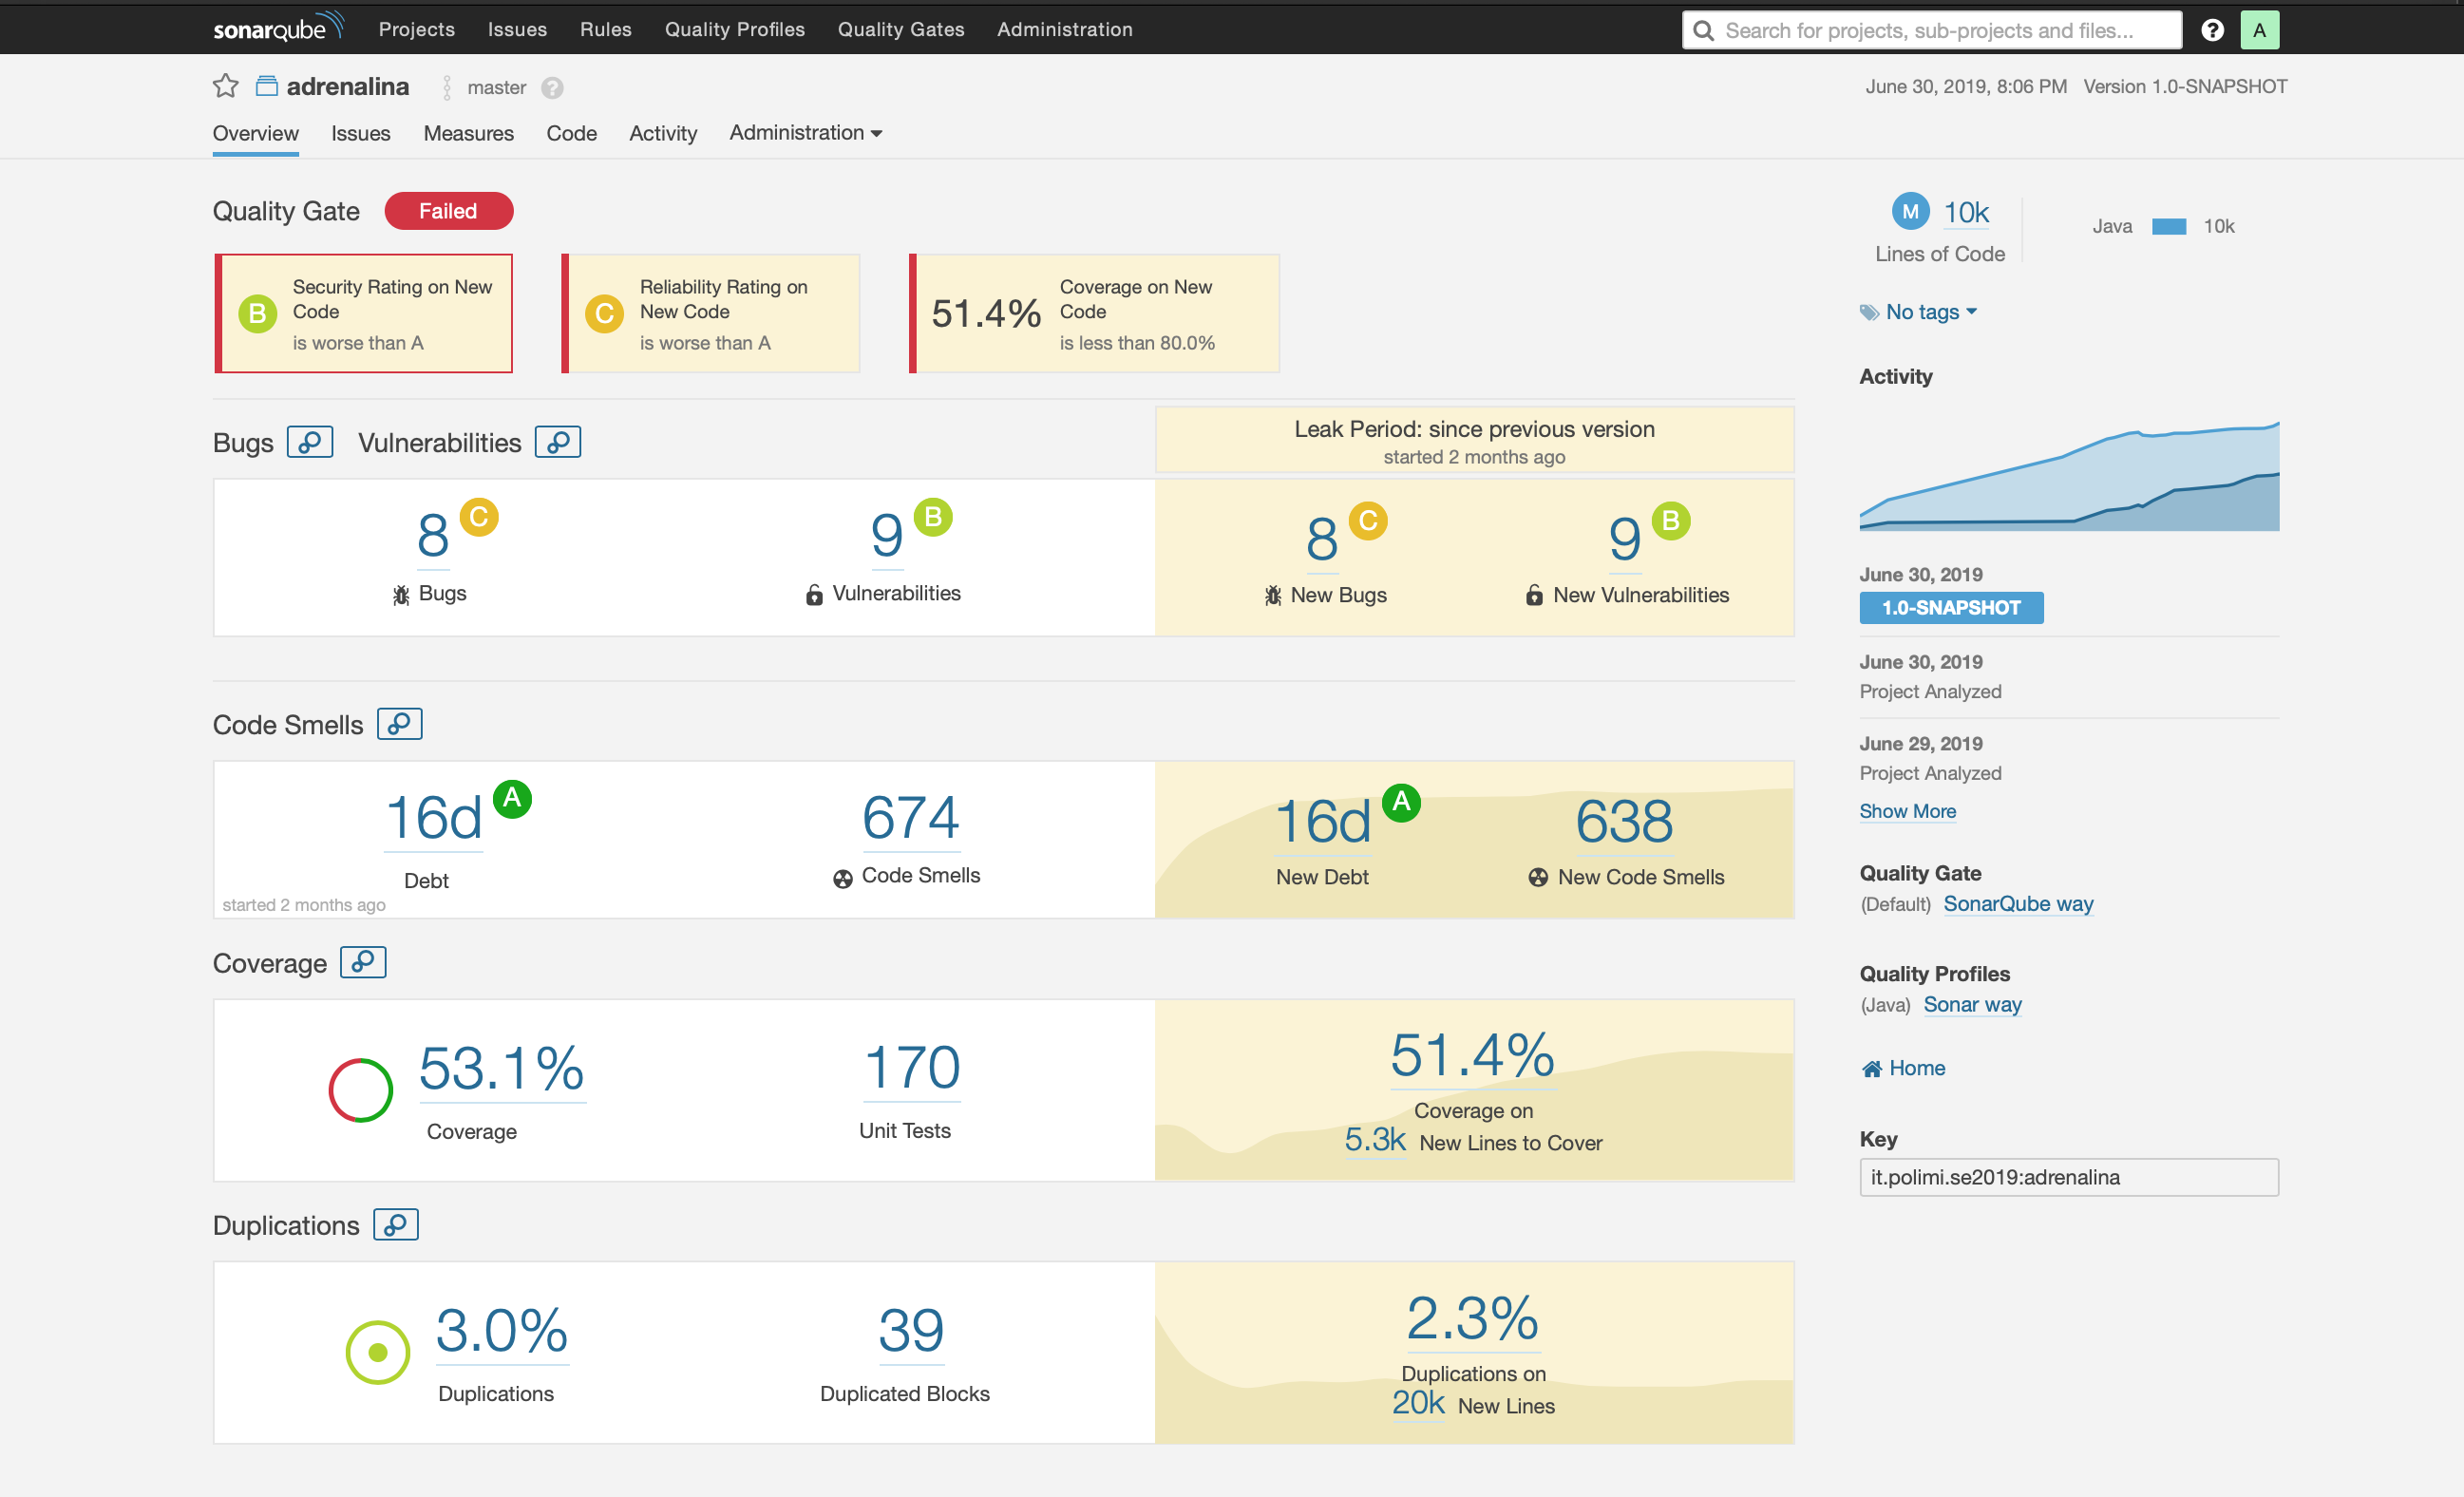 sonarqube Projects Issues Rules Quality Profiles Quality Gates Administration Search for projects, sub-projects and files... ? A
adrenalina master ? June 30, 2019, 8:06 PM Version 1.0-SNAPSHOT
Overview Issues Measures Code Activity Administration
Quality Gate Failed
B Security Rating on New
Code
is worse than A
C Reliability Rating on
New Code
is worse than A
51.4% Coverage on New
Code
is less than 80.0%
Bugs Vulnerabilities
Leak Period: since previous version
started 2 months ago
8 C
Bugs
9 B
Vulnerabilities
8 C
New Bugs
9 B
New Vulnerabilities
Code Smells
16d A
Debt
674
Code Smells
started 2 months ago
16d A
New Debt
638
New Code Smells
Coverage
53.1%
Coverage
170
Unit Tests
51.4%
Coverage on
5.3k New Lines to Cover
Duplications
3.0%
Duplications
39
Duplicated Blocks
2.3%
Duplications on
20k New Lines
M 10k
Lines of Code
Java 10k
No tags
Activity
June 30, 2019
1.0-SNAPSHOT
June 30, 2019
Project Analyzed
June 29, 2019
Project Analyzed
Show More
Quality Gate
(Default) SonarQube way
Quality Profiles
(Java) Sonar way
Home
Key
it.polimi.se2019:adrenalina